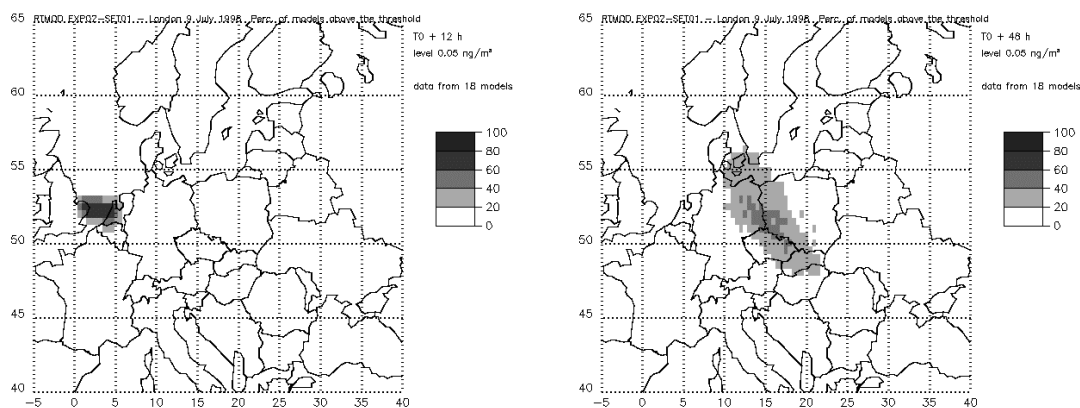 RTMOD EXP02-SET01 - London 9 July 1998 Perc. of models above the threshold
T0 + 12 h
level 0.05 ng/m³
data from 18 models
65
60
55
50
45
40
-5 0 5 10 15 20 25 30 35 40
100
80
60
40
20
0
RTMOD EXP02-SET01 - London 9 July 1998 Perc. of models above the threshold
T0 + 48 h
level 0.05 ng/m³
data from 18 models
65
60
55
50
45
40
-5 0 5 10 15 20 25 30 35 40
100
80
60
40
20
0